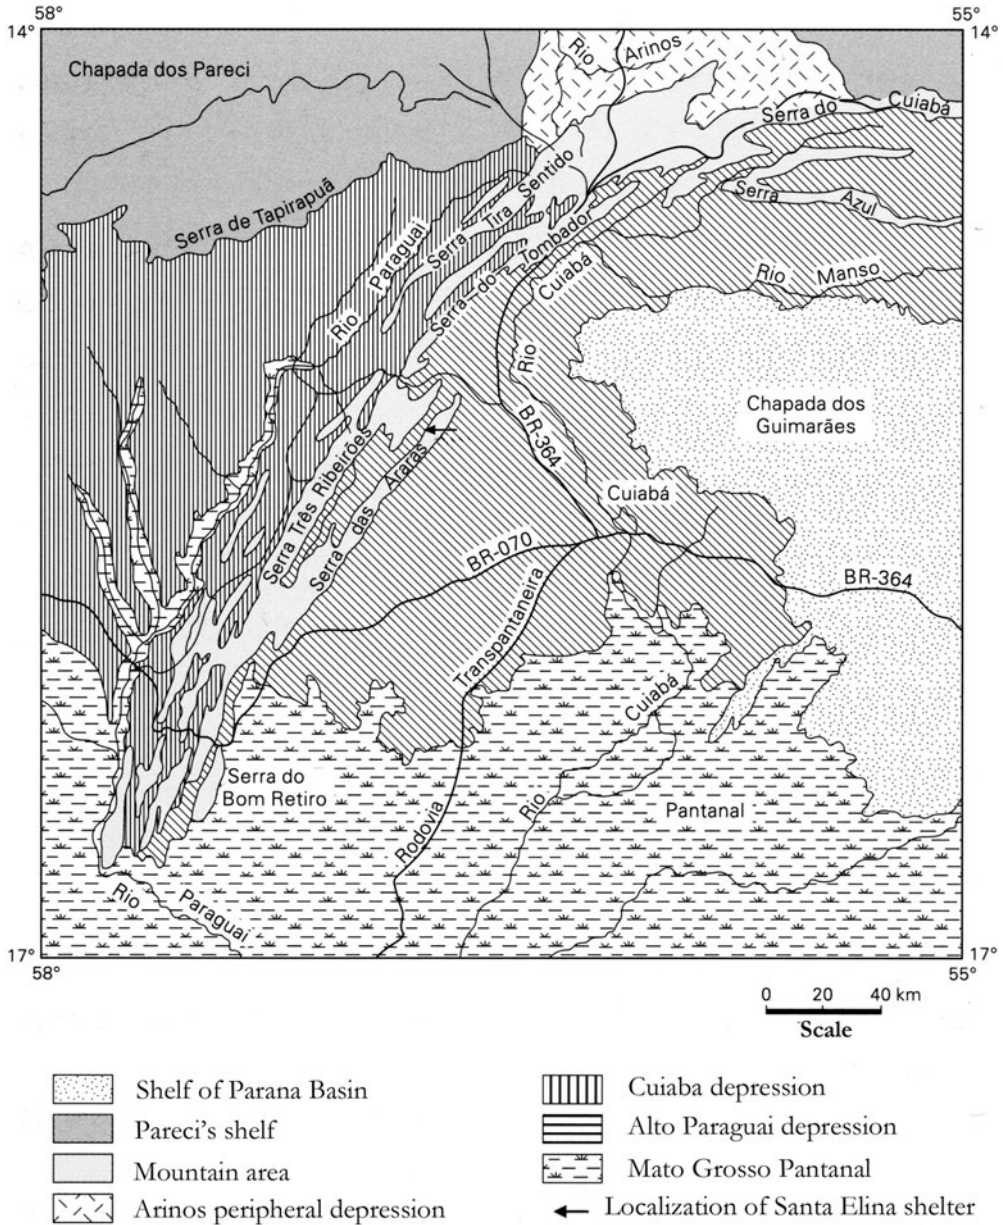 58°
55°
14°
14°
Chapada dos Pareci
Rio
Arinos
Serra do
Cuiabá
Serra de Tapirapuã
Serra Tira Sentido
Serra
Azul
Rio
Paraguai
Serra do Tombado
Cuiabá
Rio
Rio
Manso
Chapada dos
Guimarães
BR-364
Serra Três Ribeirões
Serra das Araras
Cuiabá
BR-070
BR-364
Transpantaneira
Cuiabá
Serra do
Bom Retiro
Rio
Pantanal
Rodovia
Rio
Paraguai
17°
17°
58°
55°
0 20 40 km
Scale
Shelf of Parana Basin
Pareci's shelf
Mountain area
Arinos peripheral depression
Cuiaba depression
Alto Paraguai depression
Mato Grosso Pantanal
Localization of Santa Elina shelter